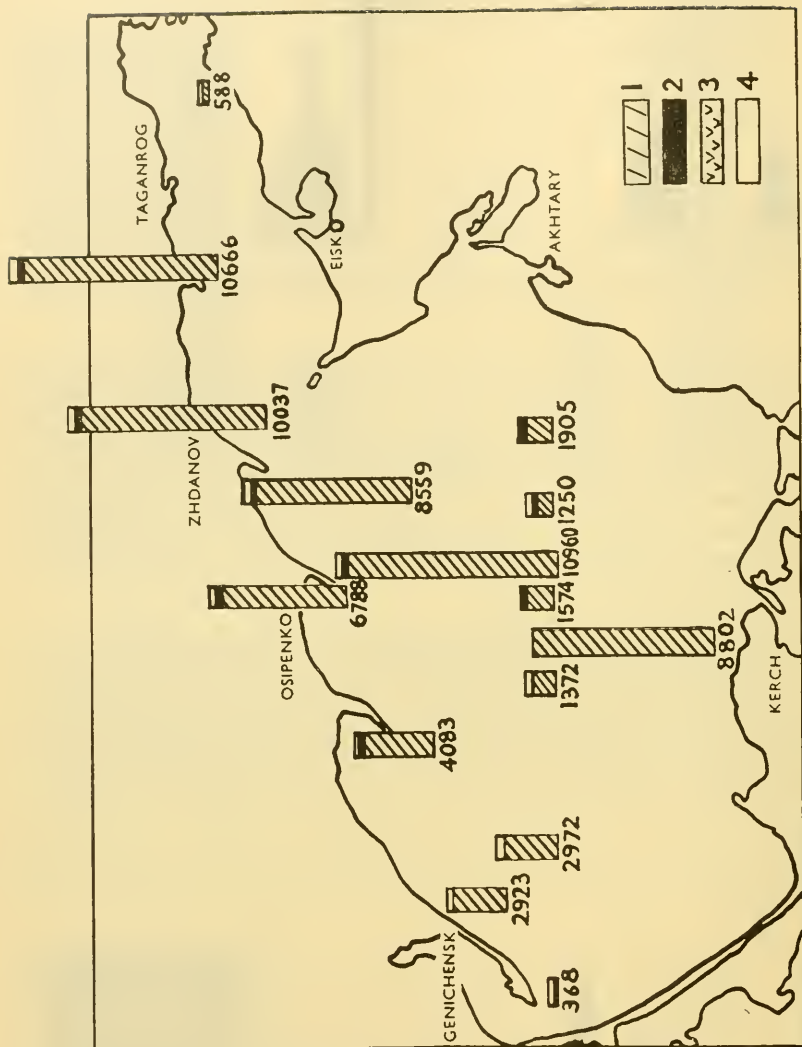 TAGANROG
588
10666
EISK
ZHDANOV
10037
AKHTARY
8559
1905
1250
OSIPENKO
6788
10960
1574
8802
1372
KERCH
4083
2972
2923
GENICHENSK
368
1
2
3
4